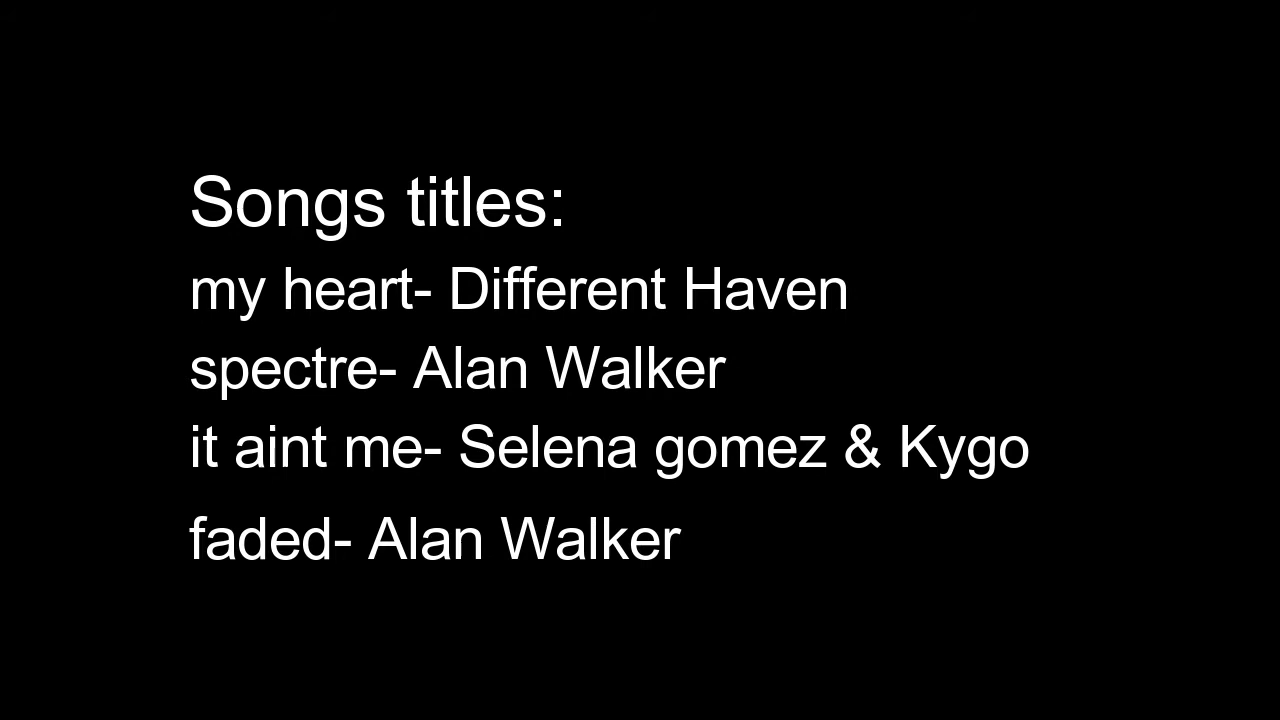 Songs titles:
my heart- Different Haven
spectre- Alan Walker
it aint me- Selena gomez & Kygo
faded- Alan Walker